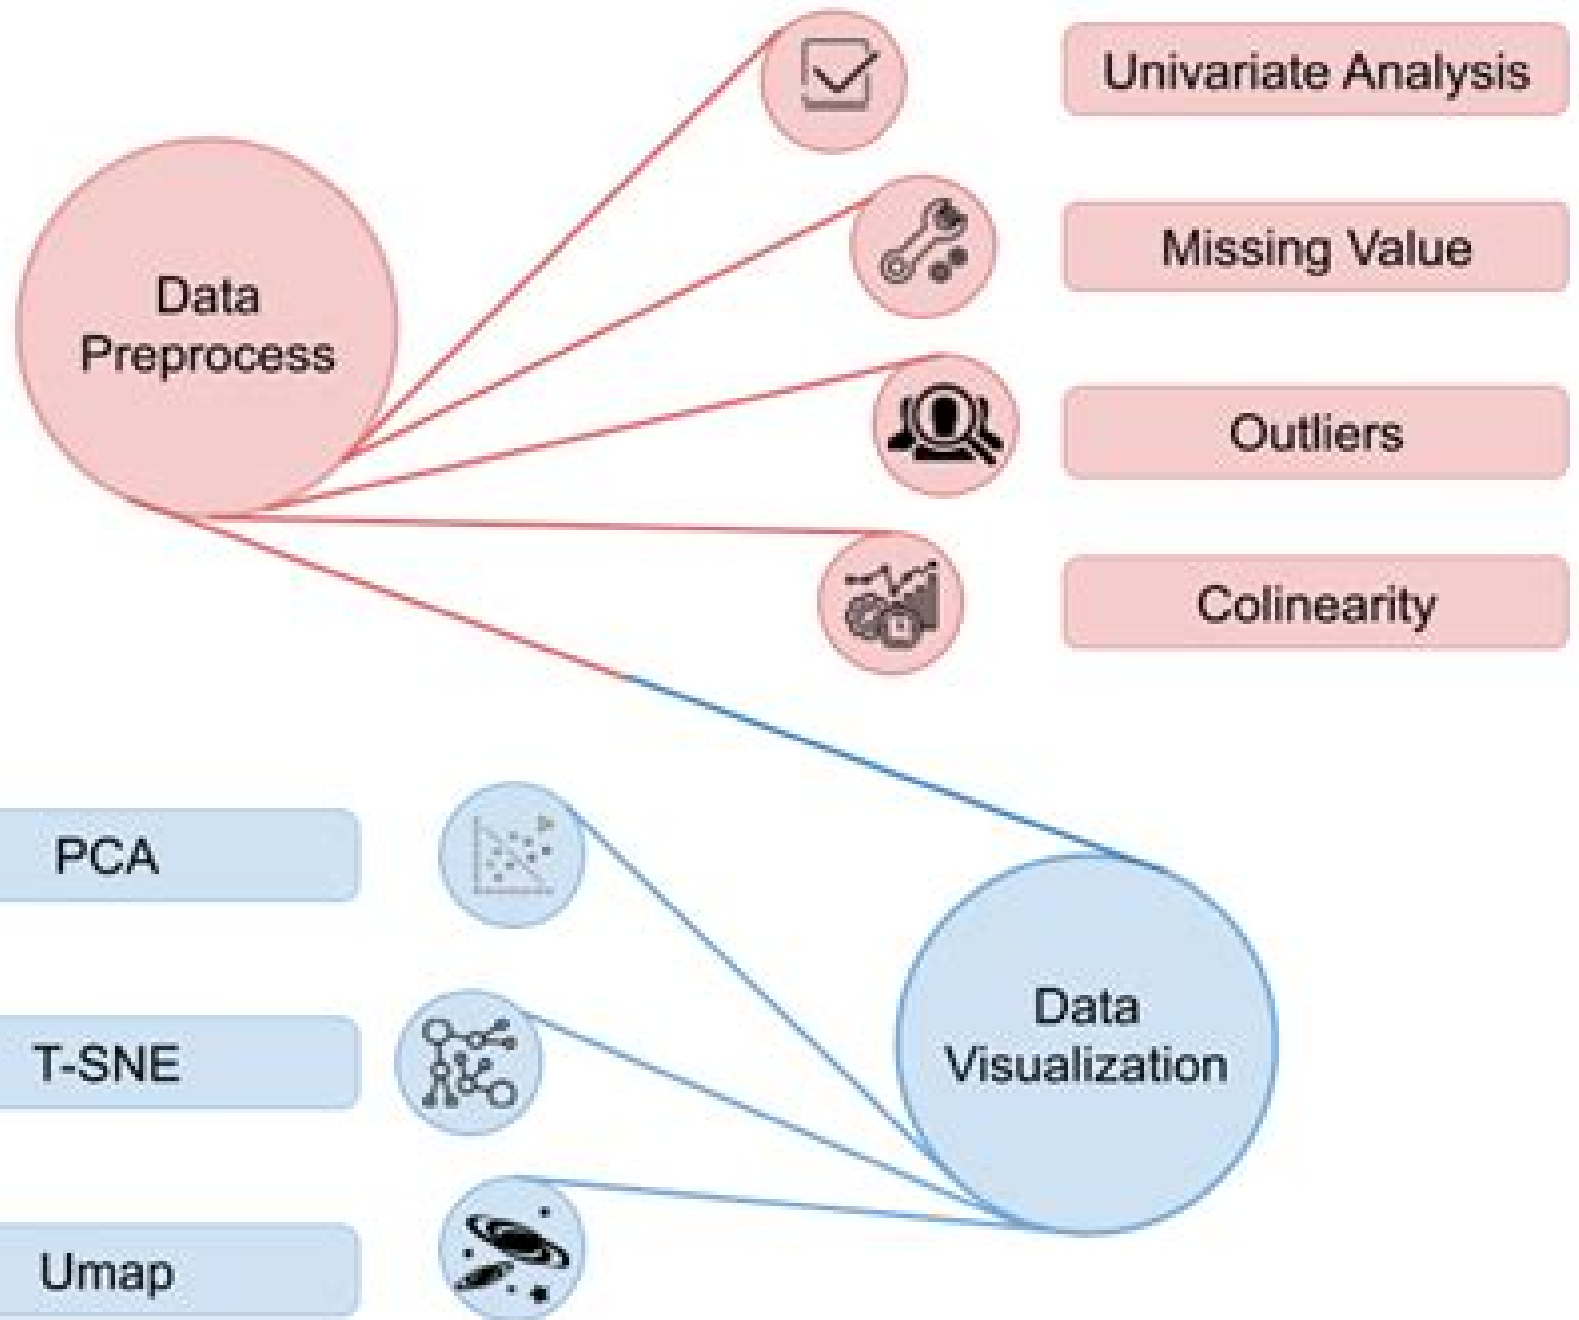 Univariate Analysis
Missing Value
Data
Preprocess
Outliers
Colinearity
PCA
T-SNE
Data
Visualization
Umap